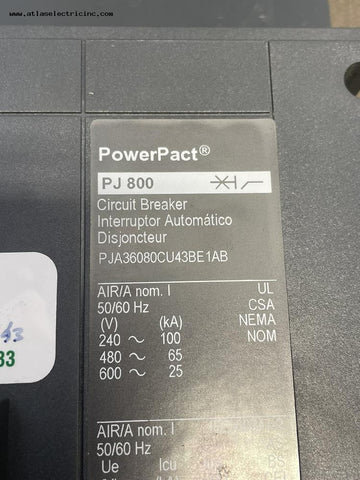 www.atlaselectricinc.com
PowerPact®
PJ 800
Circuit Breaker
Interruptor Automático
Disjoncteur
PJA36080CU43BE1AB
AIR/A nom. I UL
50/60 Hz CSA
(V) (kA) NEMA
240 ~ 100 NOM
480 ~ 65
600 ~ 25
33
AIR/A nom. I
50/60 Hz
Ue Icu